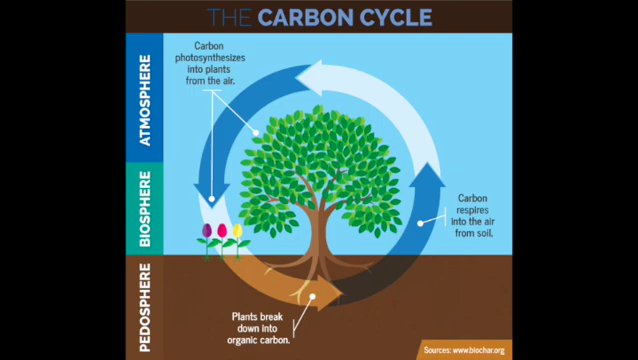 THE CARBON CYCLE
ATMOSPHERE
Carbon
photosynthesizes
into plants
from the air.
BIOSPHERE
Carbon
respires
into the air
from soil.
PEDOSPHERE
Plants break
down into
organic carbon.
Sources: www.biochar.org